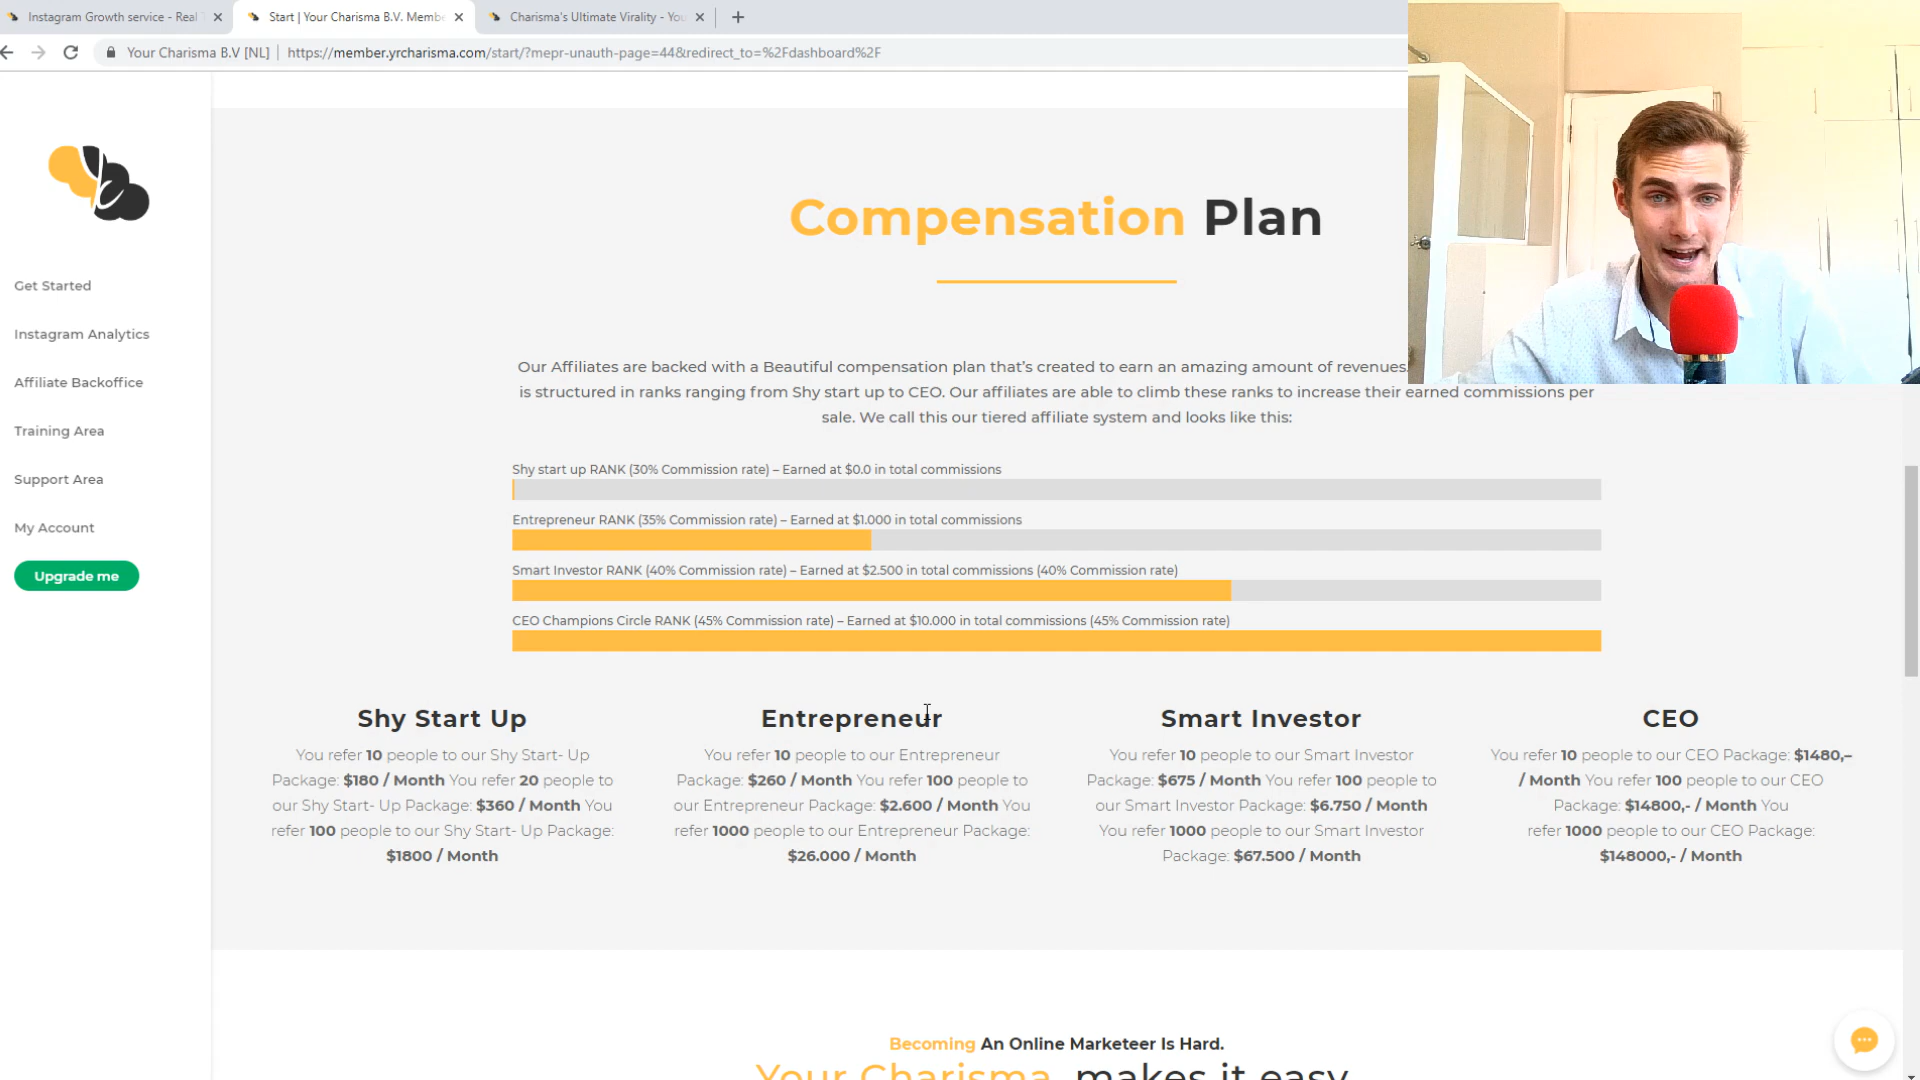 Instagram Growth service - Real
Start | Your Charisma B.V. Membe
Charisma's Ultimate Virality - You
Your Charisma B.V [NL]
https://member.yrcharisma.com/start/?mepr-unauth-page=44&redirect_to=%2Fdashboard%2F
Get Started
Instagram Analytics
Affiliate Backoffice
Training Area
Support Area
My Account
Upgrade me
Compensation Plan
Our Affiliates are backed with a Beautiful compensation plan that's created to earn an amazing amount of revenues.
is structured in ranks ranging from Shy start up to CEO. Our affiliates are able to climb these ranks to increase their earned commissions per
sale. We call this our tiered affiliate system and looks like this:
Shy start up RANK (30% Commission rate) – Earned at $0.0 in total commissions
Entrepreneur RANK (35% Commission rate) – Earned at $1.000 in total commissions
Smart Investor RANK (40% Commission rate) – Earned at $2.500 in total commissions (40% Commission rate)
CEO Champions Circle RANK (45% Commission rate) – Earned at $10.000 in total commissions (45% Commission rate)
Shy Start Up
You refer 10 people to our Shy Start- Up
Package: $180 / Month You refer 20 people to
our Shy Start- Up Package: $360 / Month You
refer 100 people to our Shy Start- Up Package:
$1800 / Month
Entrepreneur
You refer 10 people to our Entrepreneur
Package: $260 / Month You refer 100 people to
our Entrepreneur Package: $2.600 / Month You
refer 1000 people to our Entrepreneur Package:
$26.000 / Month
Smart Investor
You refer 10 people to our Smart Investor
Package: $675 / Month You refer 100 people to
our Smart Investor Package: $6.750 / Month
You refer 1000 people to our Smart Investor
Package: $67.500 / Month
CEO
You refer 10 people to our CEO Package: $1480,–
/ Month You refer 100 people to our CEO
Package: $14800,- / Month You
refer 1000 people to our CEO Package:
$148000,- / Month
Becoming An Online Marketeer Is Hard.
Your Charisma makes it easy